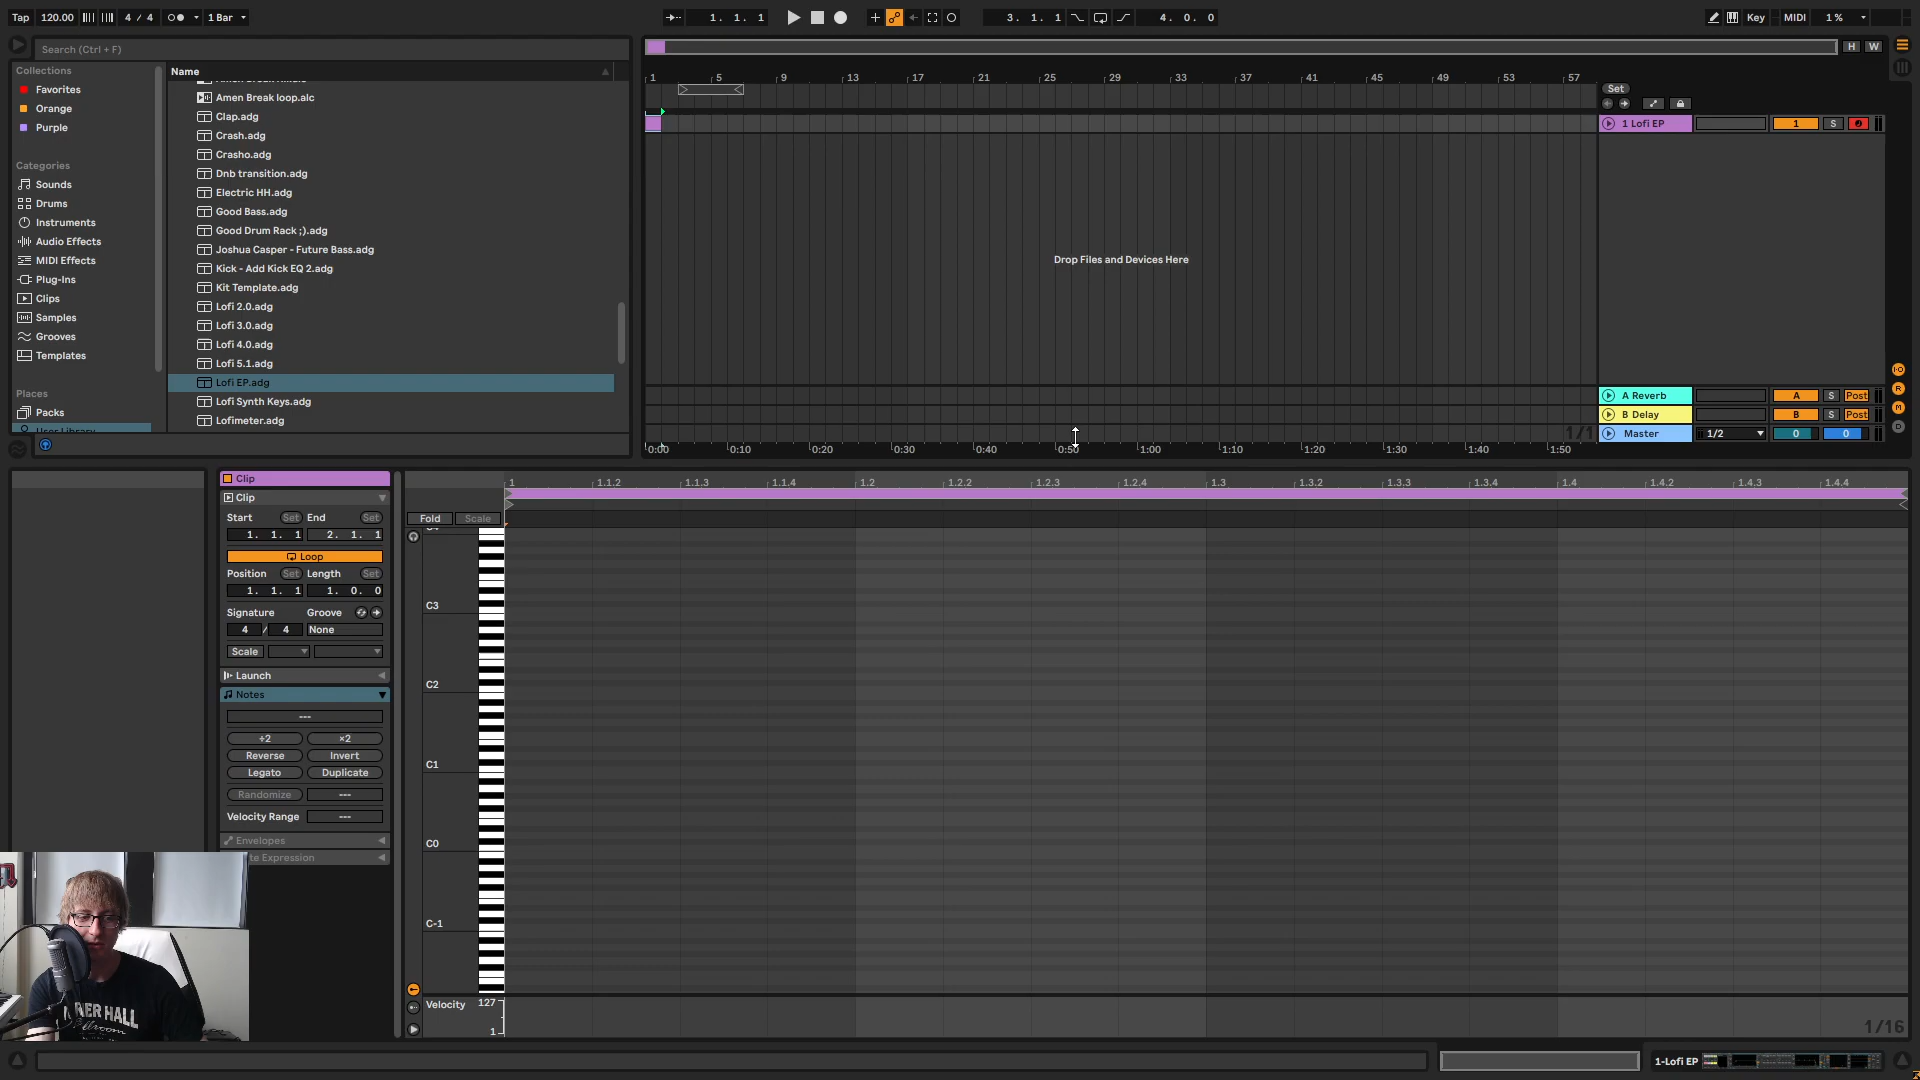 Tap 120.00 4 / 4 1 Bar 1. 1. 1 3. 1. 1 4. 0. 0 Key MIDI 1 %
Search (Ctrl + F)
H W
Collections
Favorites
Orange
Purple
Categories
Sounds
Drums
Instruments
Audio Effects
MIDI Effects
Plug-Ins
Clips
Samples
Grooves
Templates
Places
Packs
User Library
Name
Amen Break loop.alc
Clap.adg
Crash.adg
Crasho.adg
Dnb transition.adg
Electric HH.adg
Good Bass.adg
Good Drum Rack ;).adg
Joshua Casper - Future Bass.adg
Kick - Add Kick EQ 2.adg
Kit Template.adg
Lofi 2.0.adg
Lofi 3.0.adg
Lofi 4.0.adg
Lofi 5.1.adg
Lofi EP.adg
Lofi Synth Keys.adg
Lofimeter.adg
1 5 9 13 17 21 25 29 33 37 41 45 49 53 57
Set
1 Lofi EP 1 S
Drop Files and Devices Here
A Reverb A S Post
B Delay B S Post
1/1 Master 1/2 0 0
0:00 0:10 0:20 0:30 0:40 0:50 1:00 1:10 1:20 1:30 1:40 1:50
Clip
Clip
Start Set End Set
1. 1. 1 2. 1. 1
Loop
Position Set Length Set
1. 1. 1 1. 0. 0
Signature Groove
4 / 4 None
Scale
Launch
Notes
---
÷2 ×2
Reverse Invert
Legato Duplicate
Randomize ---
Velocity Range ---
Envelopes
te Expression
1 1.1.2 1.1.3 1.1.4 1.2 1.2.2 1.2.3 1.2.4 1.3 1.3.2 1.3.3 1.3.4 1.4 1.4.2 1.4.3 1.4.4
Fold Scale
C3
C2
C1
C0
C-1
Velocity 127
1
1/16
1-Lofi EP